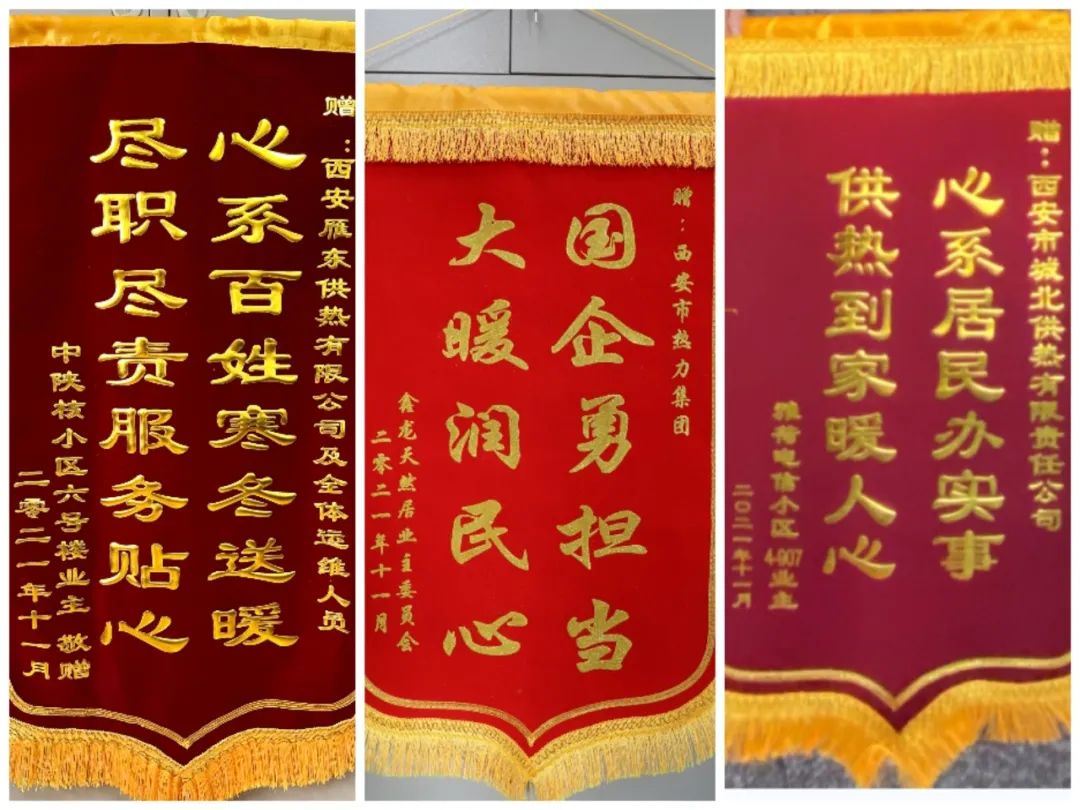 赠：西安雁东供热有限公司及全体运维人员
心系百姓寒冬送暖
尽职尽责服务贴心
中陕核小区六号楼业主 敬赠
二零二一年十一月
赠：西安市热力集团
国企勇担当
大暖润民心
鑫龙天然居业主委员会
二零二一年十一月
赠：西安市城北供热有限责任公司
心系居民办实事
供热到家暖人心
雅荷电信小区4-907业主
二〇二一年十一月